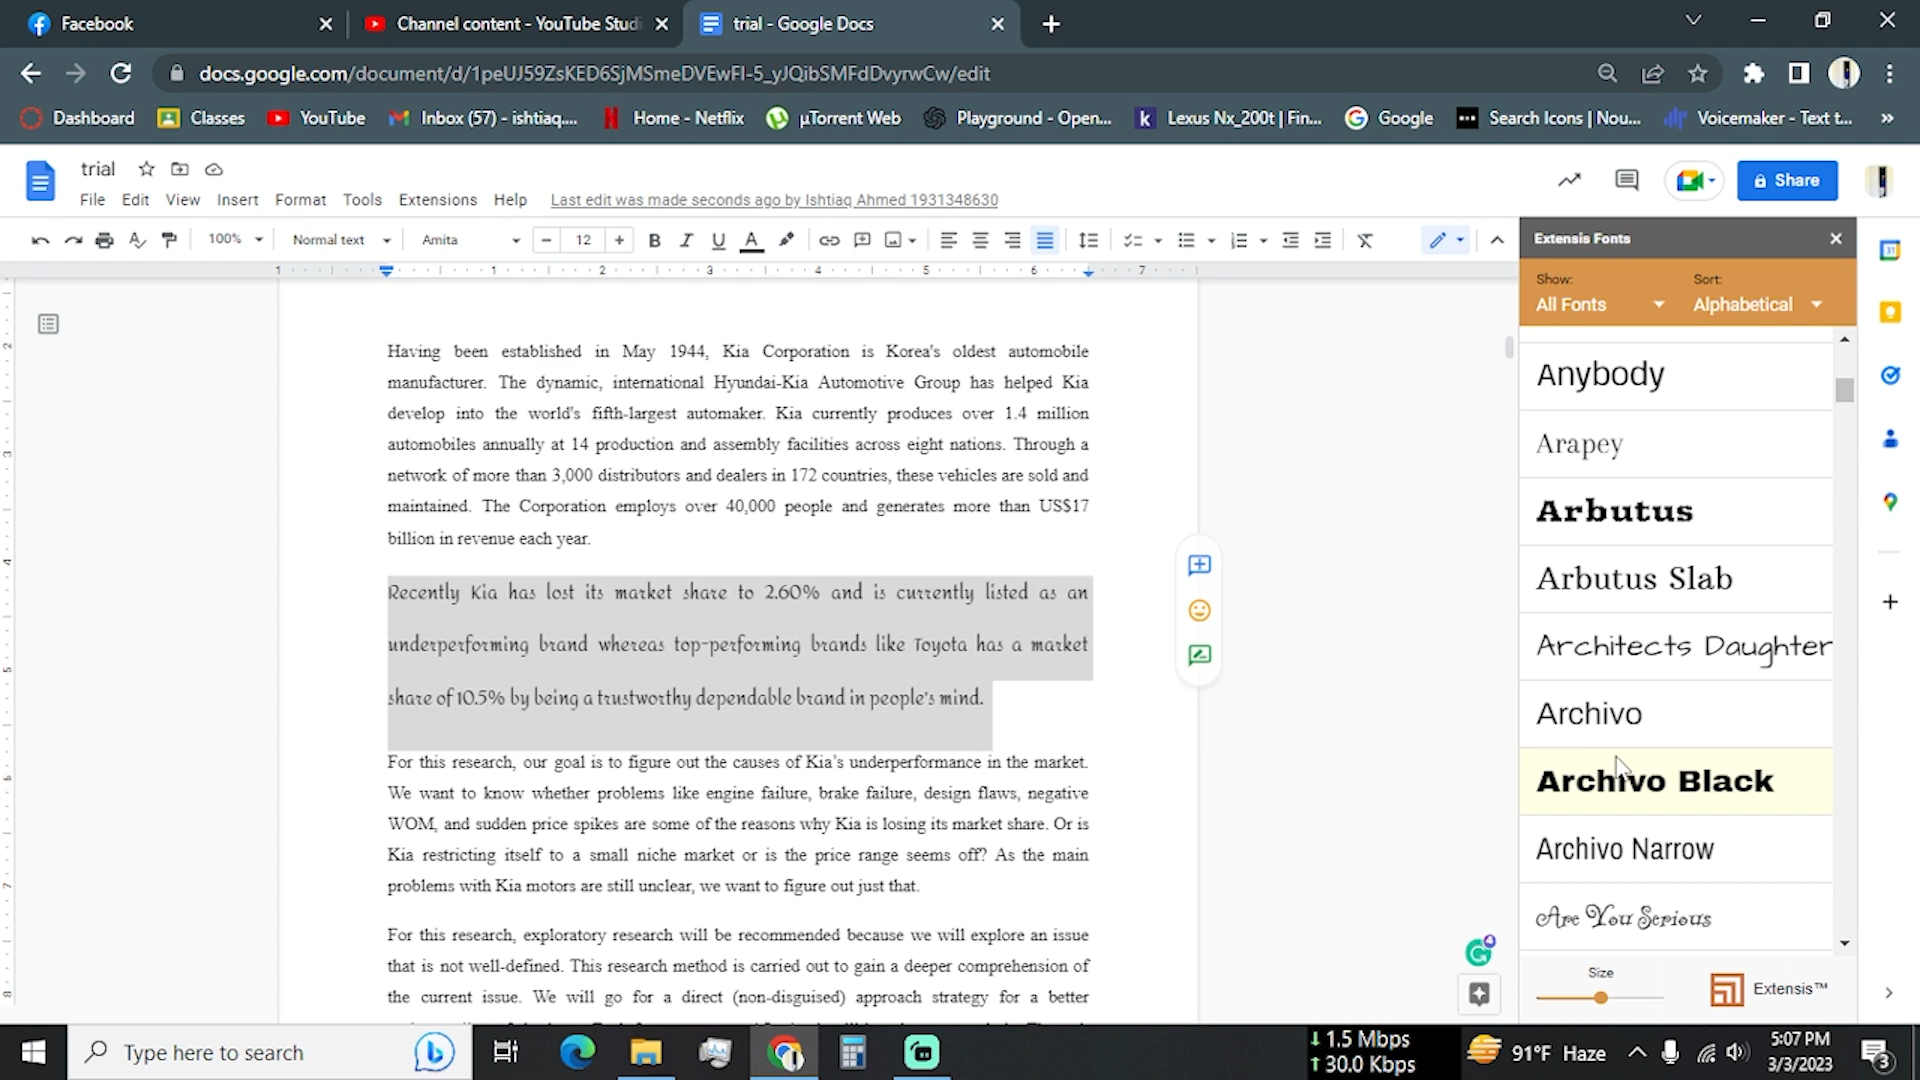 Facebook
Channel content - YouTube Studi
trial - Google Docs
docs.google.com/document/d/1peUJ59ZsKED6SjMSmeDVEwFI-5_yJQibSMFdDvyrwCw/edit
Dashboard Classes YouTube Inbox (57) - ishtiaq.... Home - Netflix µTorrent Web Playground - Open... Lexus Nx_200t | Fin... Google Search Icons | Nou... Voicemaker - Text t... »
trial
File Edit View Insert Format Tools Extensions Help Last edit was made seconds ago by Ishtiaq Ahmed 1931348630
Share
100% Normal text Amita 12
1 1 2 3 4 5 6 7
Having been established in May 1944, Kia Corporation is Korea's oldest automobile
manufacturer. The dynamic, international Hyundai-Kia Automotive Group has helped Kia
develop into the world's fifth-largest automaker. Kia currently produces over 1.4 million
automobiles annually at 14 production and assembly facilities across eight nations. Through a
network of more than 3,000 distributors and dealers in 172 countries, these vehicles are sold and
maintained. The Corporation employs over 40,000 people and generates more than US$17
billion in revenue each year.
Recently Kia has lost its market share to 2.60% and is currently listed as an
underperforming brand whereas top-performing brands like Toyota has a market
share of 10.5% by being a trustworthy dependable brand in people's mind.
For this research, our goal is to figure out the causes of Kia's underperformance in the market.
We want to know whether problems like engine failure, brake failure, design flaws, negative
WOM, and sudden price spikes are some of the reasons why Kia is losing its market share. Or is
Kia restricting itself to a small niche market or is the price range seems off? As the main
problems with Kia motors are still unclear, we want to figure out just that.
For this research, exploratory research will be recommended because we will explore an issue
that is not well-defined. This research method is carried out to gain a deeper comprehension of
the current issue. We will go for a direct (non-disguised) approach strategy for a better
Extensis Fonts
Show: Sort:
All Fonts Alphabetical
Anybody
Arapey
Arbutus
Arbutus Slab
Architects Daughter
Archivo
Archivo Black
Archivo Narrow
Are You Serious
Size
Extensis™
Type here to search
1.5 Mbps
30.0 Kbps
91°F Haze
5:07 PM
3/3/2023
3